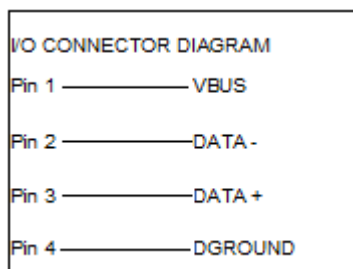 I/O CONNECTOR DIAGRAM
Pin 1 VBUS
Pin 2 DATA -
Pin 3 DATA +
Pin 4 DGROUND